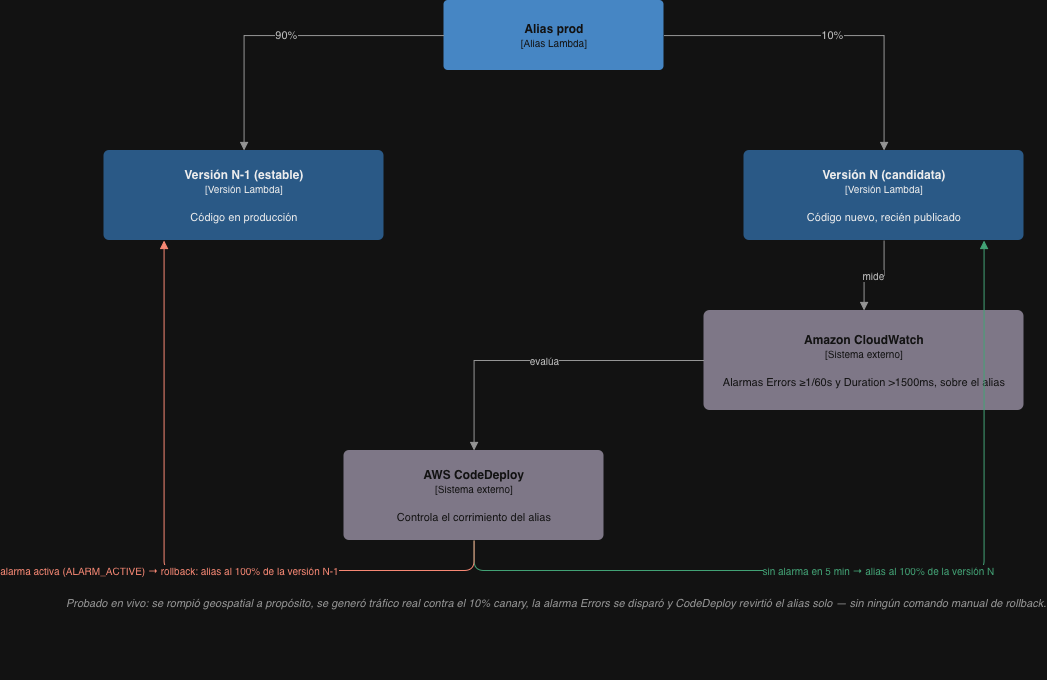 Alias prod
[Alias Lambda]
90%
10%
Versión N-1 (estable)
[Versión Lambda]
Código en producción
Versión N (candidata)
[Versión Lambda]
Código nuevo, recién publicado
mide
Amazon CloudWatch
[Sistema externo]
Alarmas Errors ≥1/60s y Duration >1500ms, sobre el alias
evalúa
AWS CodeDeploy
[Sistema externo]
Controla el corrimiento del alias
alarma activa (ALARM_ACTIVE) → rollback: alias al 100% de la versión N-1
sin alarma en 5 min → alias al 100% de la versión N
Probado en vivo: se rompió geospatial a propósito, se generó tráfico real contra el 10% canary, la alarma Errors se disparó y CodeDeploy revirtió el alias solo — sin ningún comando manual de rollback.